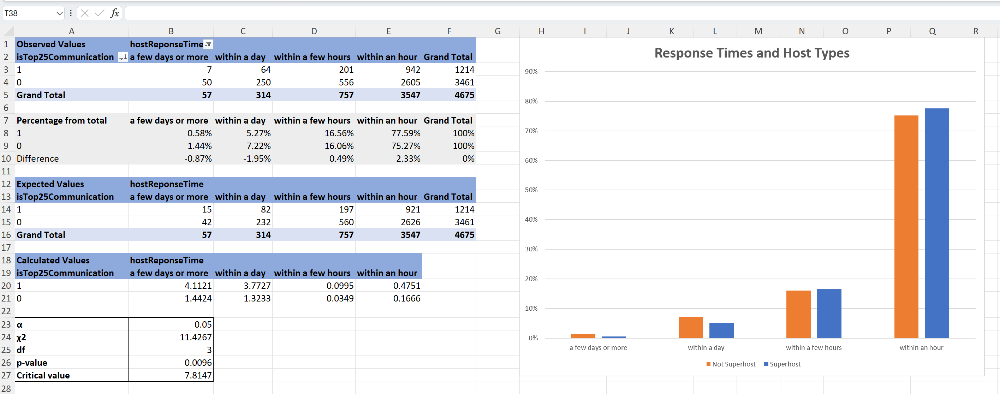 T38
fx
A B C D E F G H I J K L M N O P Q R
1 Observed Values hostReponseTime
2 isTop25Communication a few days or more within a day within a few hours within an hour Grand Total
3 1 7 64 201 942 1214
4 0 50 250 556 2605 3461
5 Grand Total 57 314 757 3547 4675
6
7 Percentage from total a few days or more within a day within a few hours within an hour Grand Total
8 1 0.58% 5.27% 16.56% 77.59% 100%
9 0 1.44% 7.22% 16.06% 75.27% 100%
10 Difference -0.87% -1.95% 0.49% 2.33% 0%
11
12 Expected Values hostReponseTime
13 isTop25Communication a few days or more within a day within a few hours within an hour Grand Total
14 1 15 82 197 921 1214
15 0 42 232 560 2626 3461
16 Grand Total 57 314 757 3547 4675
17
18 Calculated Values hostReponseTime
19 isTop25Communication a few days or more within a day within a few hours within an hour
20 1 4.1121 3.7727 0.0995 0.4751
21 0 1.4424 1.3233 0.0349 0.1666
22
23 α 0.05
24 χ2 11.4267
25 df 3
26 p-value 0.0096
27 Critical value 7.8147
28
Response Times and Host Types
90%
80%
70%
60%
50%
40%
30%
20%
10%
0%
a few days or more within a day within a few hours within an hour
Not Superhost Superhost